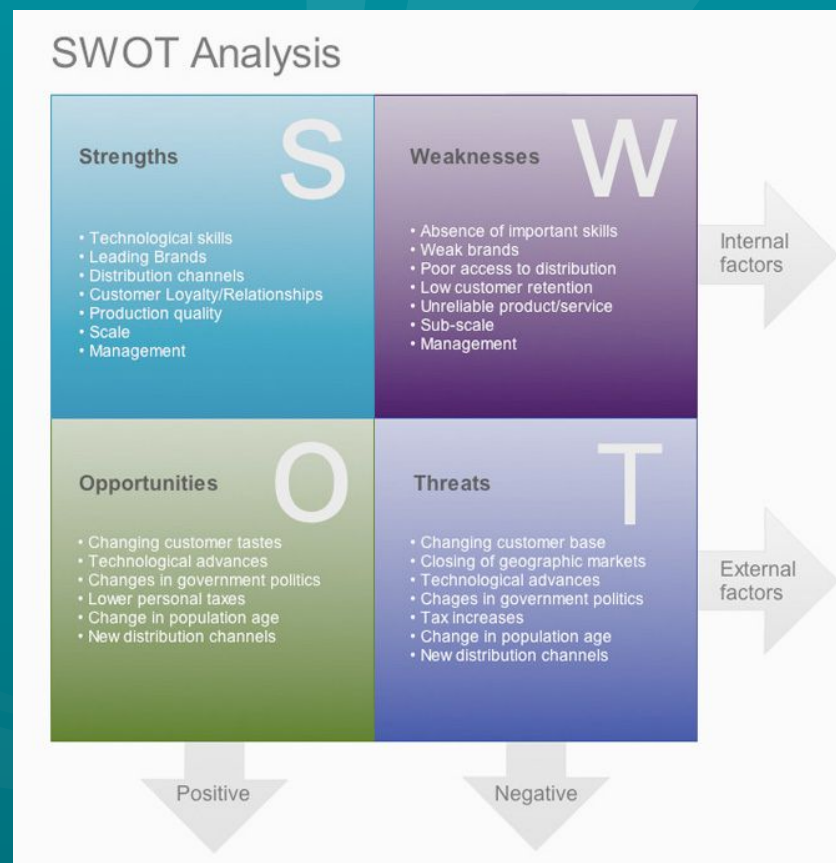 SWOT Analysis
S
Strengths
• Technological skills
• Leading Brands
• Distribution channels
• Customer Loyalty/Relationships
• Production quality
• Scale
• Management
W
Weaknesses
• Absence of important skills
• Weak brands
• Poor access to distribution
• Low customer retention
• Unreliable product/service
• Sub-scale
• Management
Internal
factors
O
Opportunities
• Changing customer tastes
• Technological advances
• Changes in government politics
• Lower personal taxes
• Change in population age
• New distribution channels
T
Threats
• Changing customer base
• Closing of geographic markets
• Technological advances
• Chages in government politics
• Tax increases
• Change in population age
• New distribution channels
External
factors
Positive
Negative